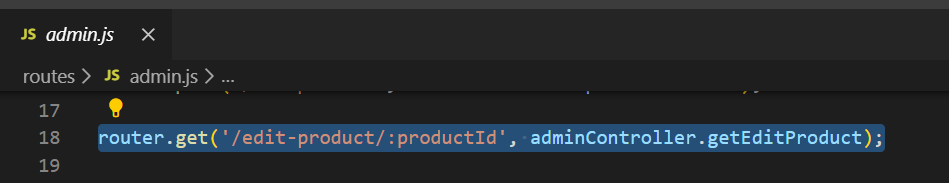 JS admin.js ×
routes > JS admin.js > ...
17
18 router.get('/edit-product/:productId', adminController.getEditProduct);
19